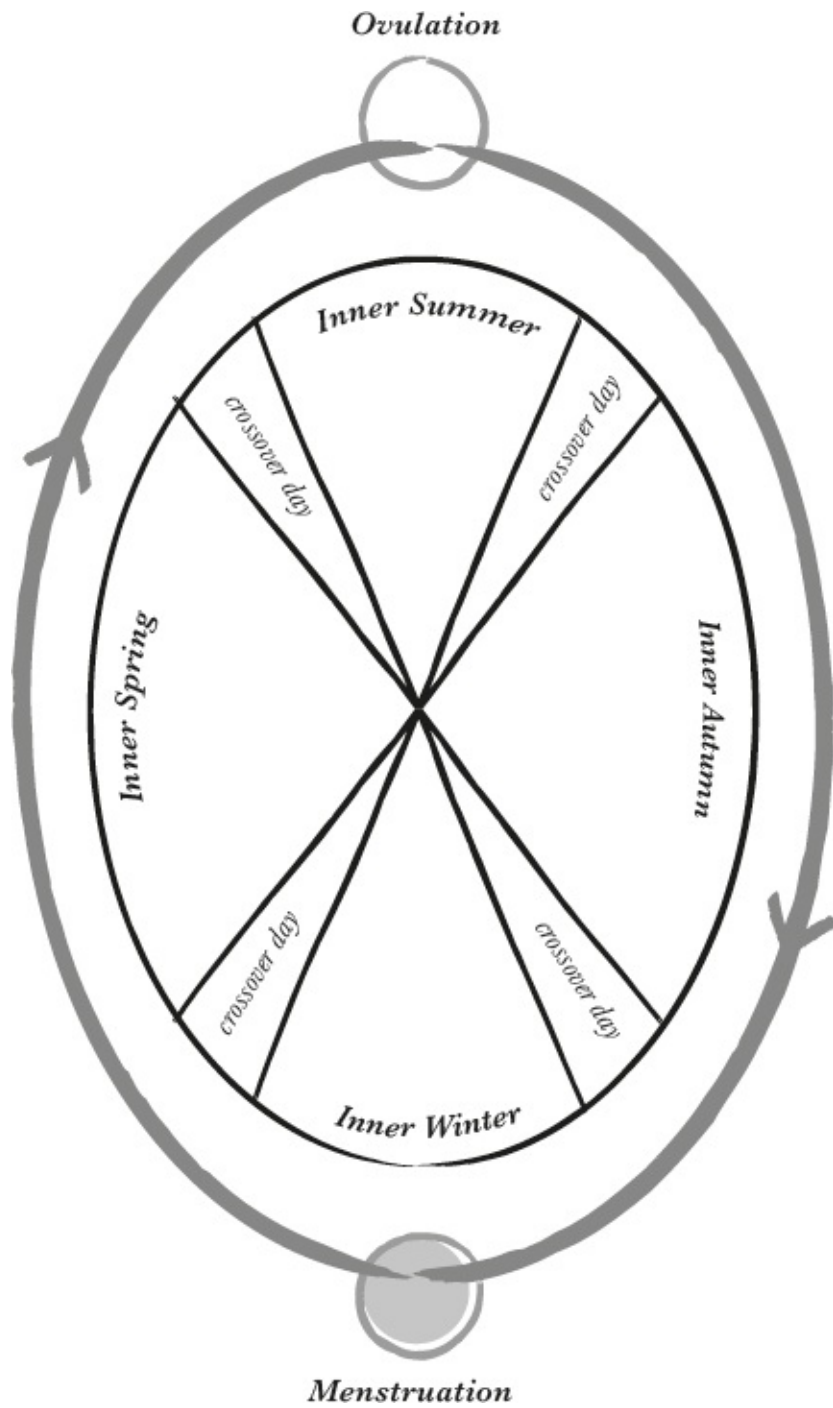 Ovulation
Inner Summer
crossover day
crossover day
Inner Spring
Inner Autumn
crossover day
crossover day
Inner Winter
Menstruation